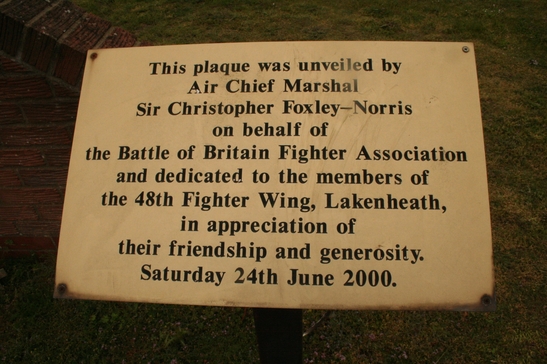 This plaque was unveiled by
Air Chief Marshal
Sir Christopher Foxley-Norris
on behalf of
the Battle of Britain Fighter Association
and dedicated to the members of
the 48th Fighter Wing, Lakenheath,
in appreciation of
their friendship and generosity.
Saturday 24th June 2000.